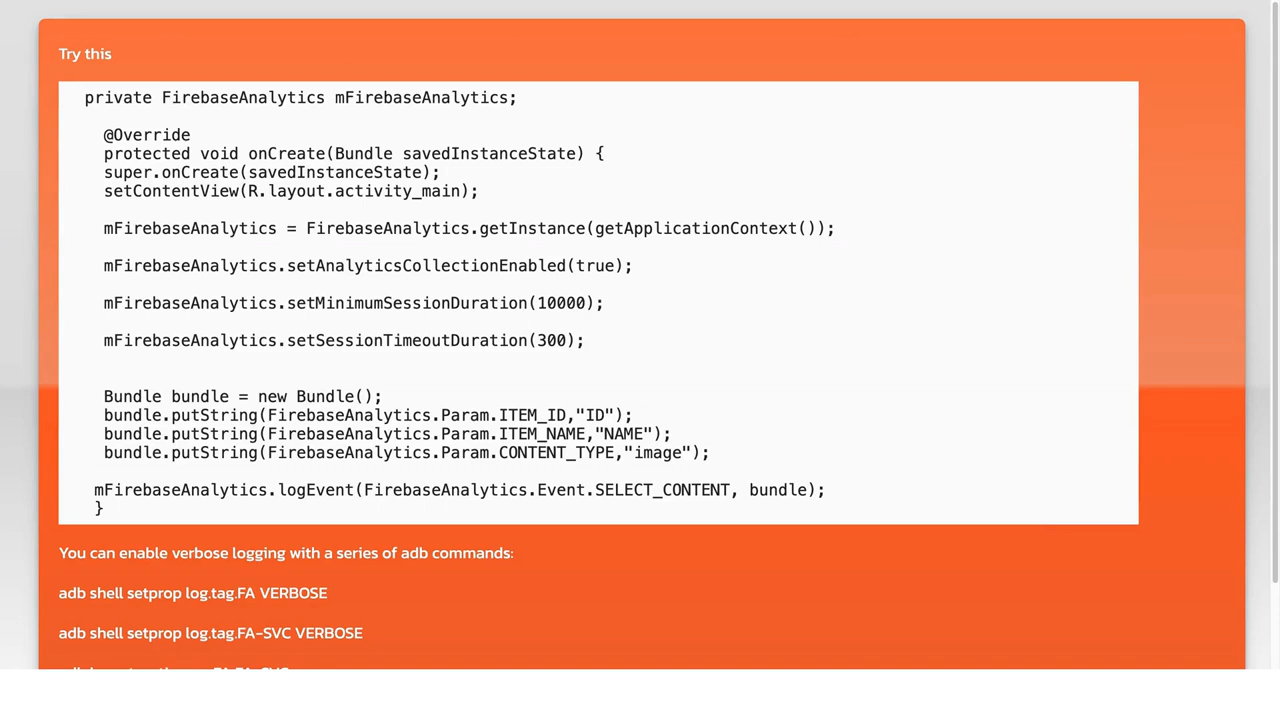 Try this
private FirebaseAnalytics mFirebaseAnalytics;
@Override
protected void onCreate(Bundle savedInstanceState) {
super.onCreate(savedInstanceState);
setContentView(R.layout.activity_main);
mFirebaseAnalytics = FirebaseAnalytics.getInstance(getApplicationContext());
mFirebaseAnalytics.setAnalyticsCollectionEnabled(true);
mFirebaseAnalytics.setMinimumSessionDuration(10000);
mFirebaseAnalytics.setSessionTimeoutDuration(300);
Bundle bundle = new Bundle();
bundle.putString(FirebaseAnalytics.Param.ITEM_ID,"ID");
bundle.putString(FirebaseAnalytics.Param.ITEM_NAME,"NAME");
bundle.putString(FirebaseAnalytics.Param.CONTENT_TYPE,"image");
mFirebaseAnalytics.logEvent(FirebaseAnalytics.Event.SELECT_CONTENT, bundle);
}
You can enable verbose logging with a series of adb commands:
adb shell setprop log.tag.FA VERBOSE
adb shell setprop log.tag.FA-SVC VERBOSE